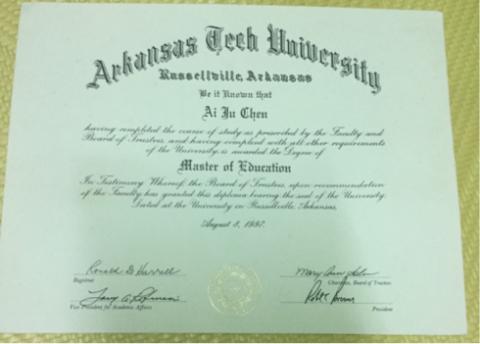 Arkansas Tech University
Russellville, Arkansas
Be it Known that
Ai Ju Chen
having completed the course of study as prescribed by the Faculty and
Board of Trustees, and having complied with all other requirements
of the University, is awarded the Degree of
Master of Education
In Testimony Whereof, the Board of Trustees, upon recommendation
of the Faculty, has granted this diploma bearing the seal of the University.
Dated at the University in Russellville, Arkansas,
August 8, 1997.
Registrar
Chairman, Board of Trustees
Vice President for Academic Affairs
President